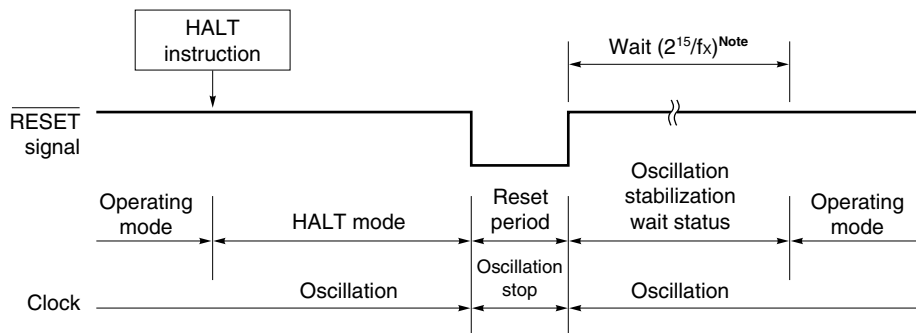 HALT
instruction
Wait (2¹⁵/fx)ᴺᵒᵗᵉ
RESET
signal
Operating
mode
HALT mode
Reset
period
Oscillation
stabilization
wait status
Operating
mode
Clock
Oscillation
Oscillation
stop
Oscillation